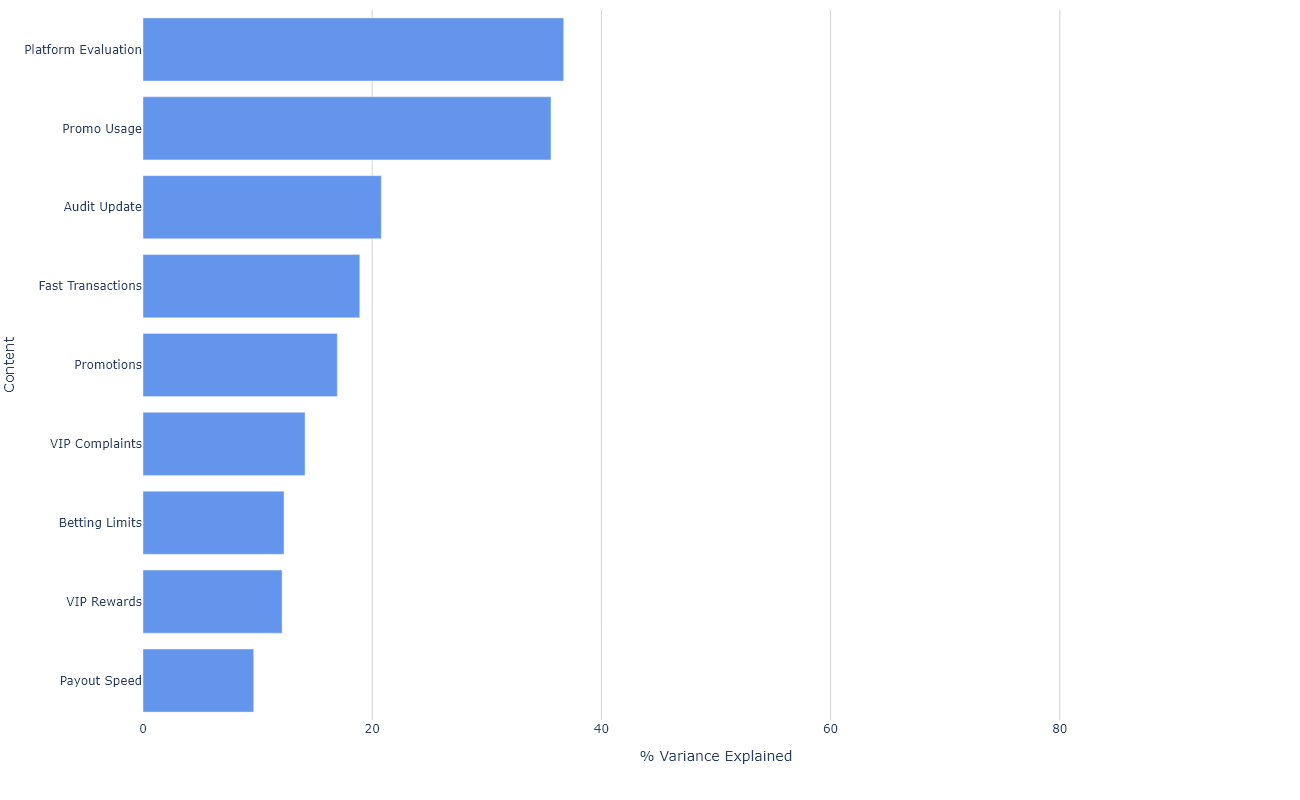 Platform Evaluation
Promo Usage
Audit Update
Fast Transactions
Promotions
VIP Complaints
Betting Limits
VIP Rewards
Payout Speed
Content
0 20 40 60 80
% Variance Explained